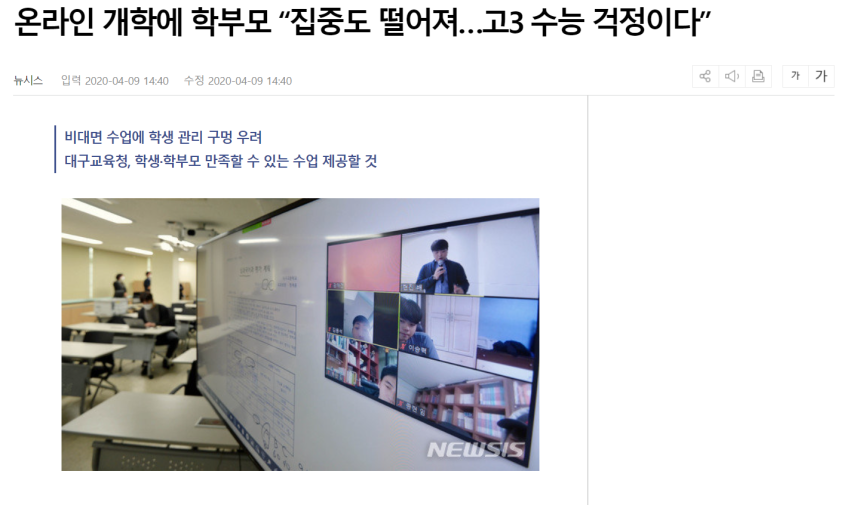 온라인 개학에 학부모 “집중도 떨어져…고3 수능 걱정이다”
뉴시스 입력 2020-04-09 14:40 수정 2020-04-09 14:40
가 가
비대면 수업에 학생 관리 구멍 우려
대구교육청, 학생·학부모 만족할 수 있는 수업 제공할 것
이승혁
NEWSIS